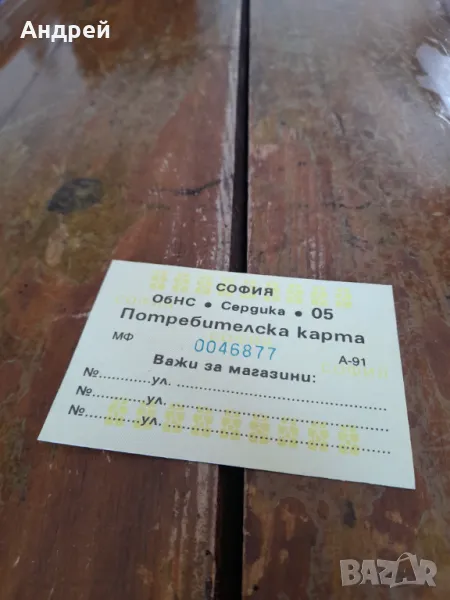 Андрей
СОФИЯ
ОбНС • Сердика • 05
Потребителска карта
МФ 0046877 А-91
Важи за магазини:
№............ул. ................................
№............ул. ................................
№............ул. ................................
BAZAR